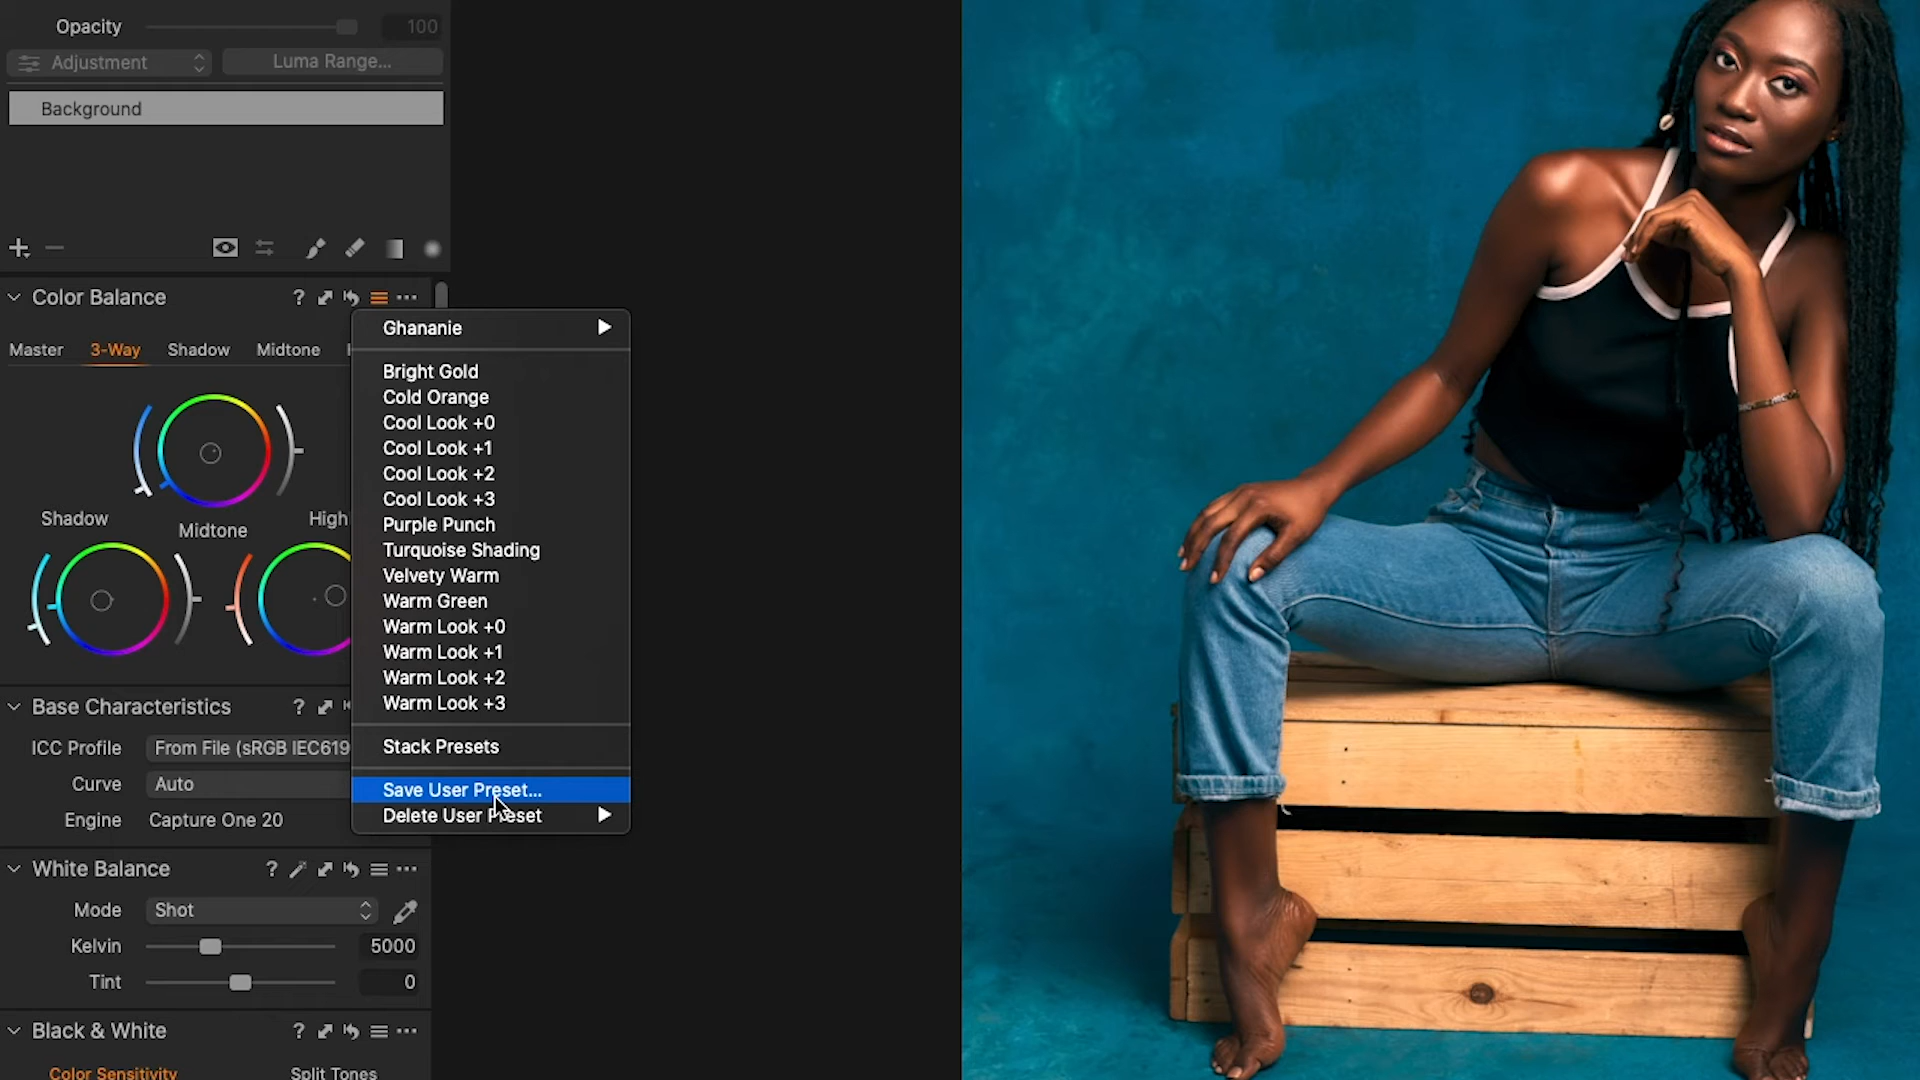 Opacity 100
Adjustment Luma Range...
Background
Color Balance ?
Master 3-Way Shadow Midtone
Shadow Midtone High
Base Characteristics ?
ICC Profile From File (sRGB IEC619
Curve Auto
Engine Capture One 20
White Balance ?
Mode Shot
Kelvin 5000
Tint 0
Black & White ?
Color Sensitivity Split Tones
Ghananie
Bright Gold
Cold Orange
Cool Look +0
Cool Look +1
Cool Look +2
Cool Look +3
Purple Punch
Turquoise Shading
Velvety Warm
Warm Green
Warm Look +0
Warm Look +1
Warm Look +2
Warm Look +3
Stack Presets
Save User Preset...
Delete User Preset